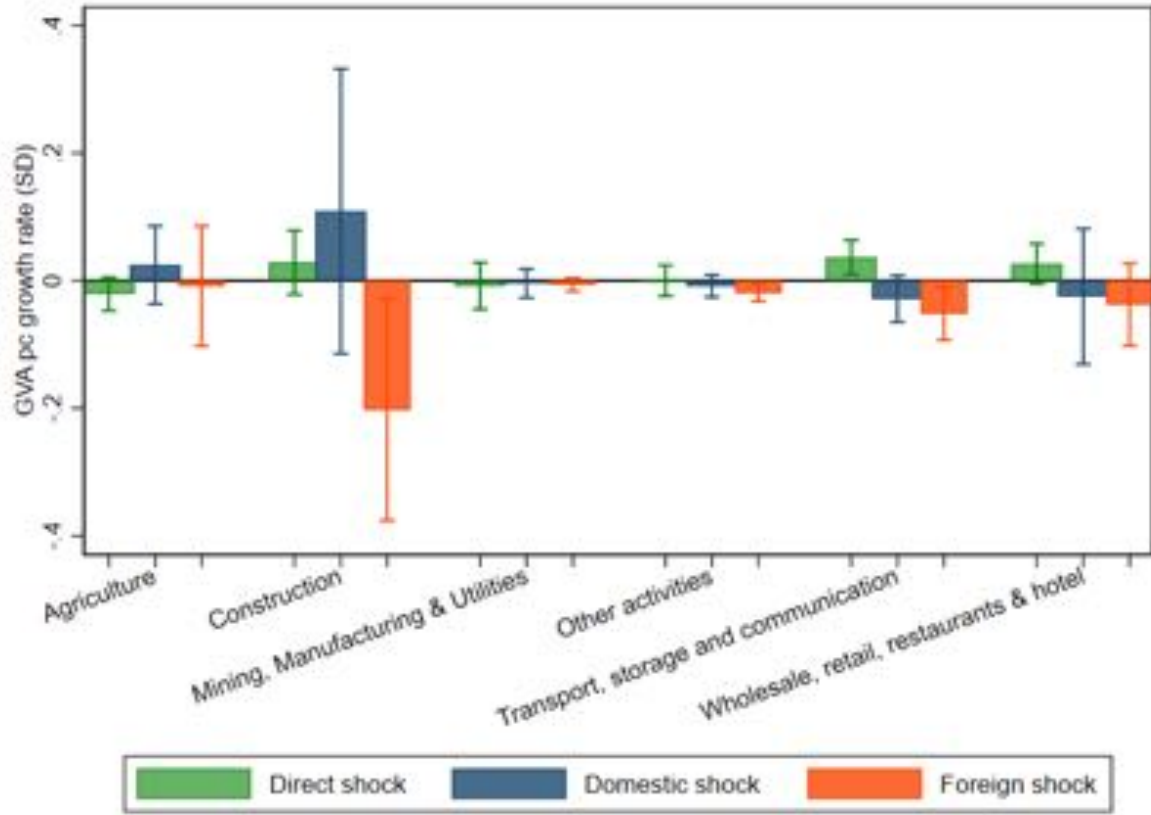 GVA pc growth rate (SD)
.4
.2
0
-.2
-.4
Agriculture
Construction
Mining, Manufacturing & Utilities
Other activities
Transport, storage and communication
Wholesale, retail, restaurants & hotel
Direct shock
Domestic shock
Foreign shock